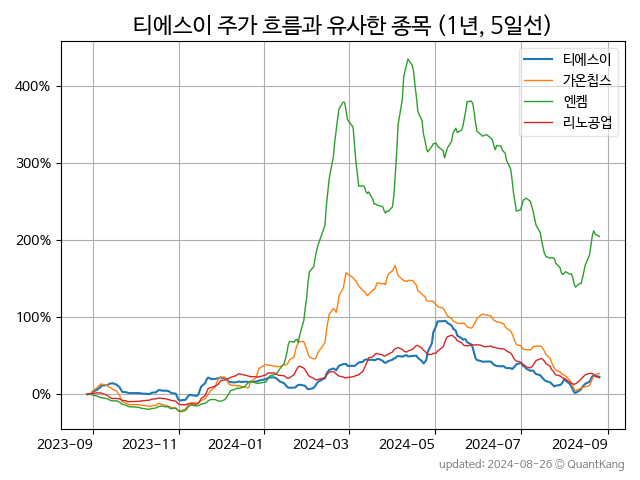 티에스이 주가 흐름과 유사한 종목 (1년, 5일선)
티에스이
가온칩스
엔켐
리노공업
400%
300%
200%
100%
0%
2023-09 2023-11 2024-01 2024-03 2024-05 2024-07 2024-09
updated: 2024-08-26 © QuantKang